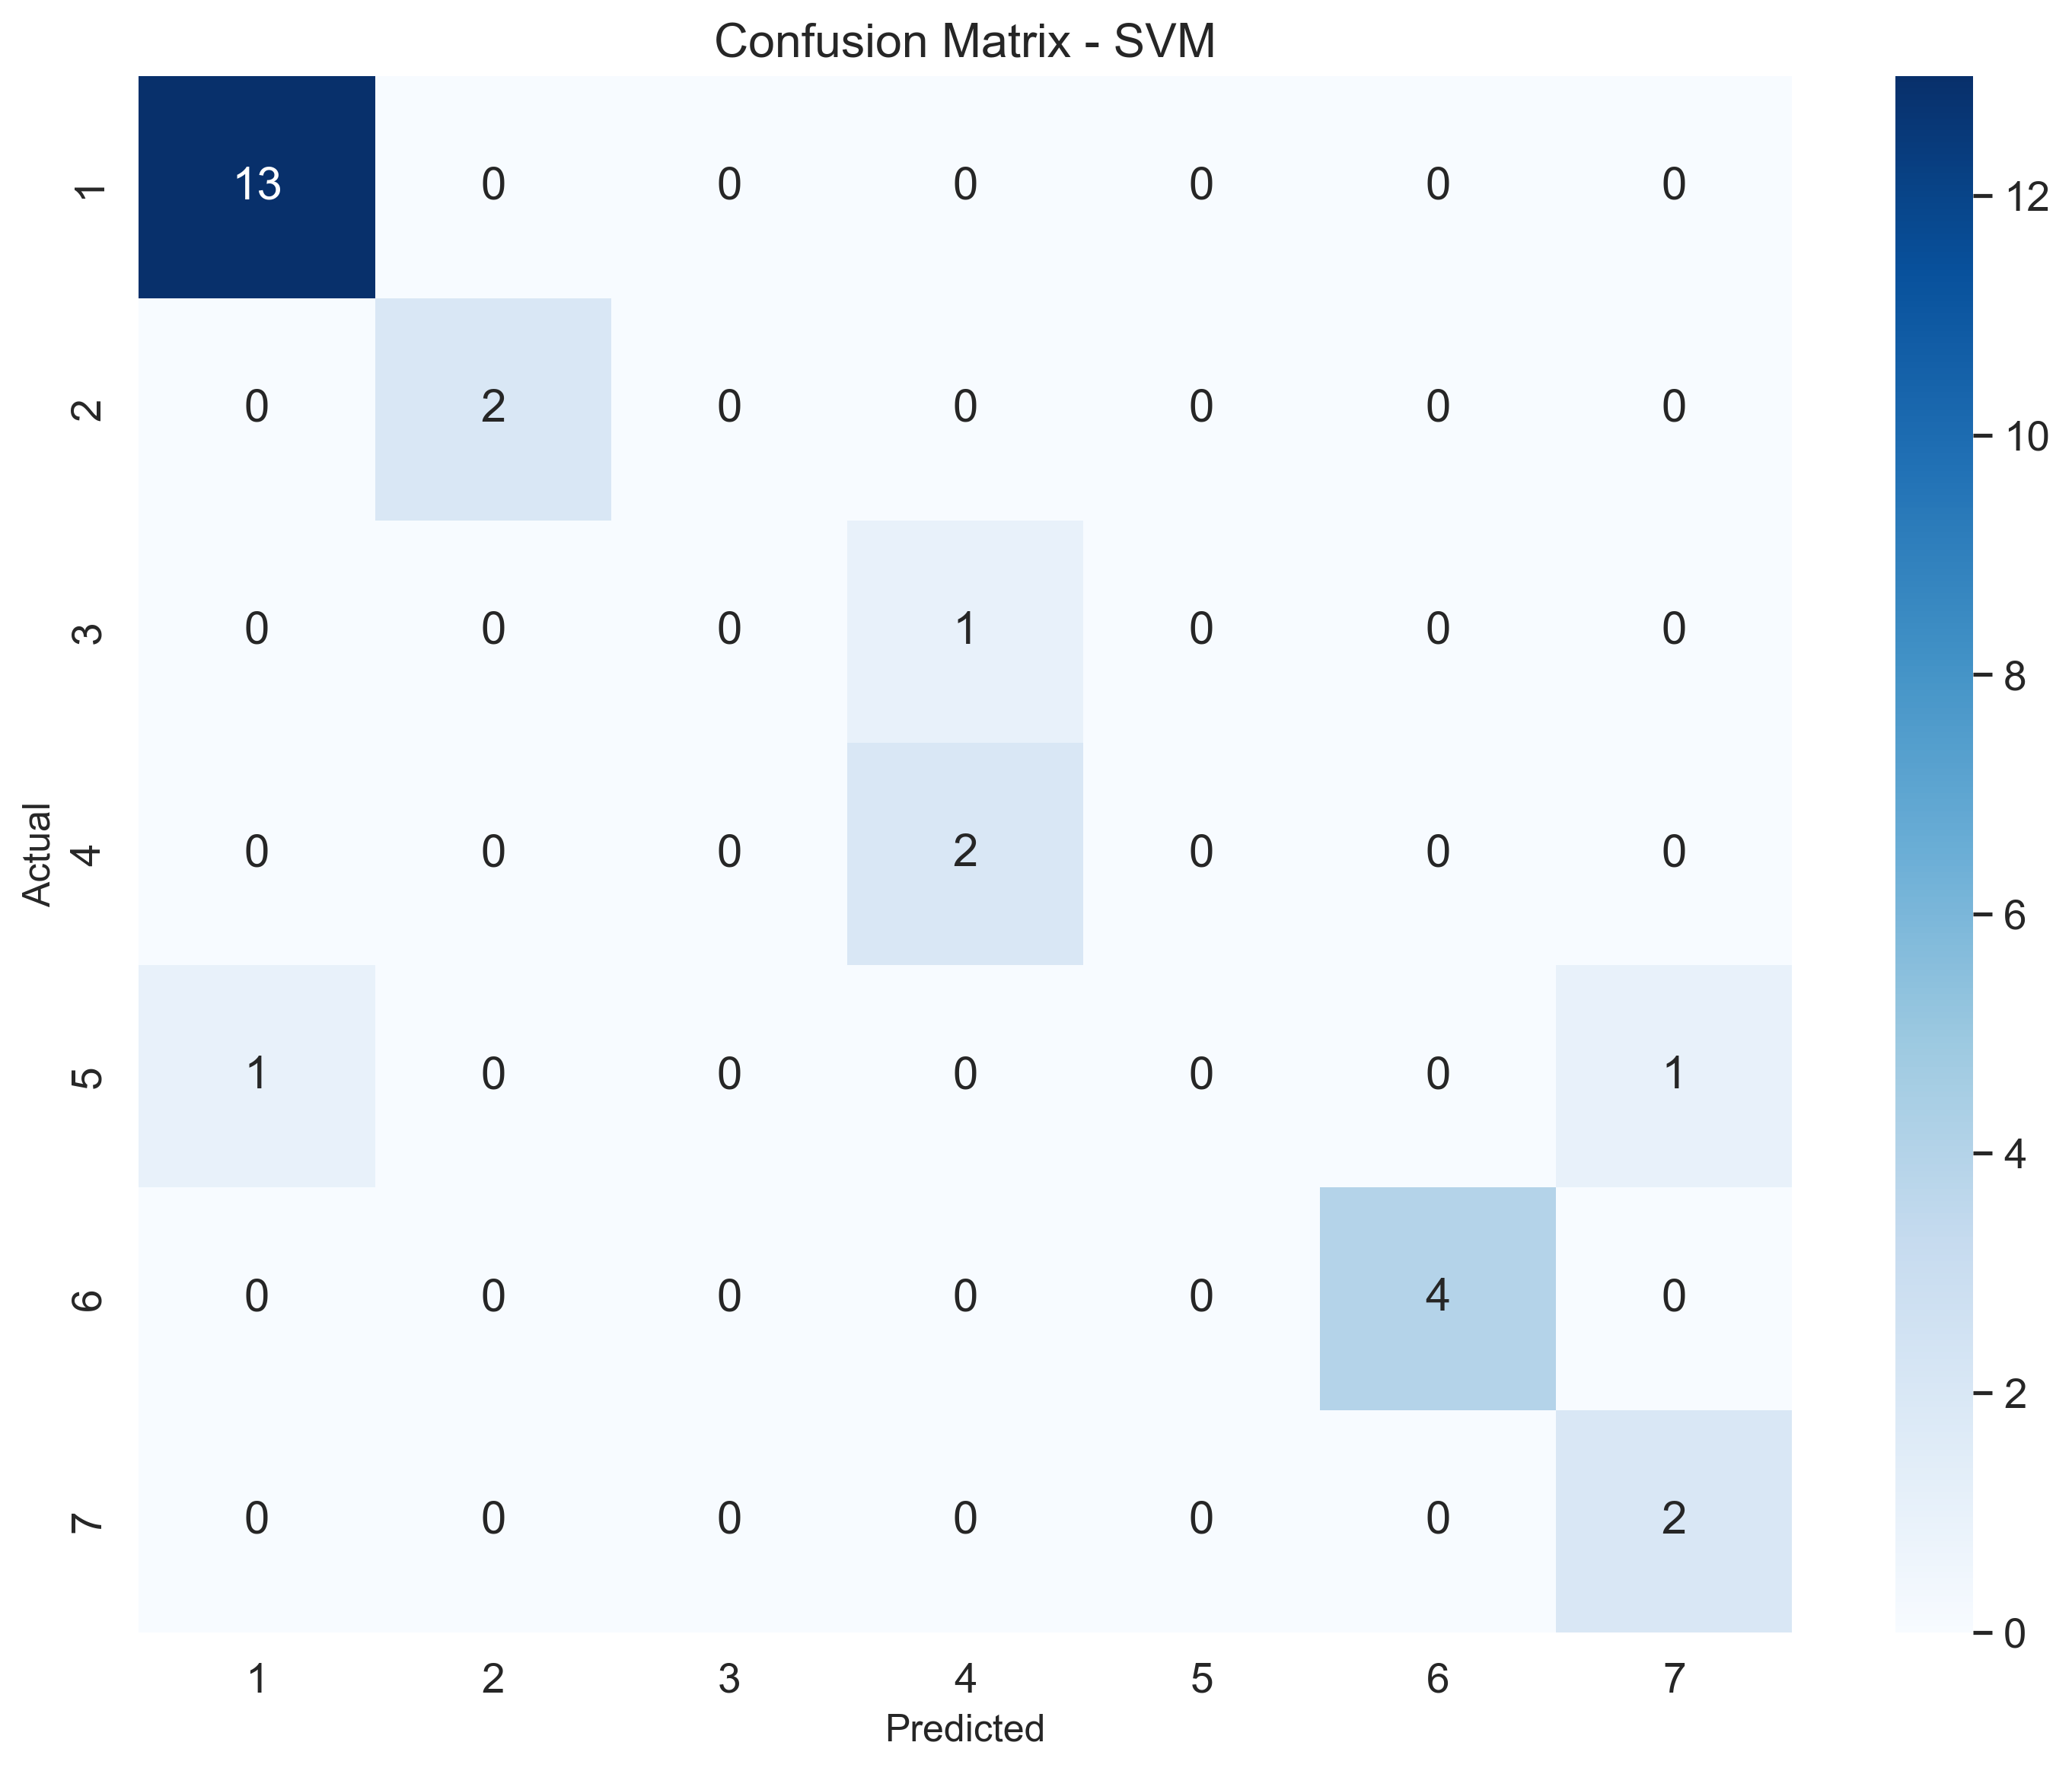 Confusion Matrix - SVM
1 13 0 0 0 0 0 0
2 0 2 0 0 0 0 0
3 0 0 0 1 0 0 0
4 0 0 0 2 0 0 0
5 1 0 0 0 0 0 1
6 0 0 0 0 0 4 0
7 0 0 0 0 0 0 2
1 2 3 4 5 6 7
Predicted
Actual
12
10
8
6
4
2
0